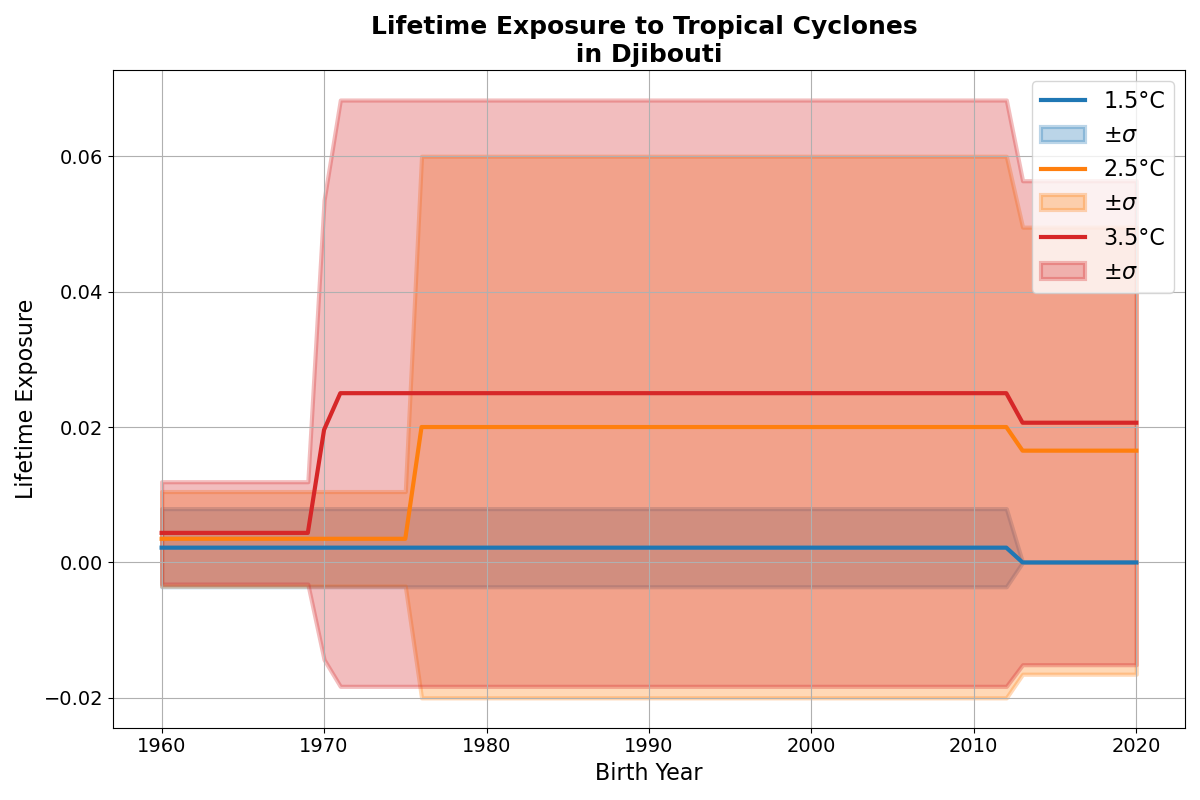 Lifetime Exposure to Tropical Cyclones
in Djibouti
Lifetime Exposure
0.06
0.04
0.02
0.00
−0.02
1960
1970
1980
1990
2000
2010
2020
Birth Year
1.5°C
±σ
2.5°C
±σ
3.5°C
±σ